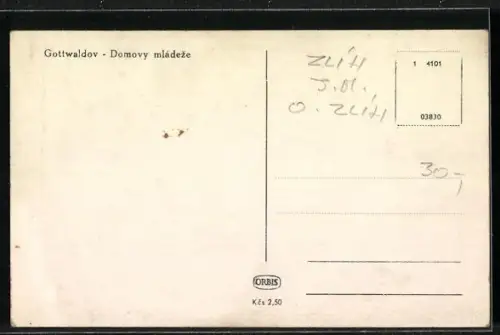 Gottwaldov - Domovy mládeže
ZLÍN
J.M.
O. ZLÍN
1 4101
03830
30,-
ORBIS
Kčs 2,50